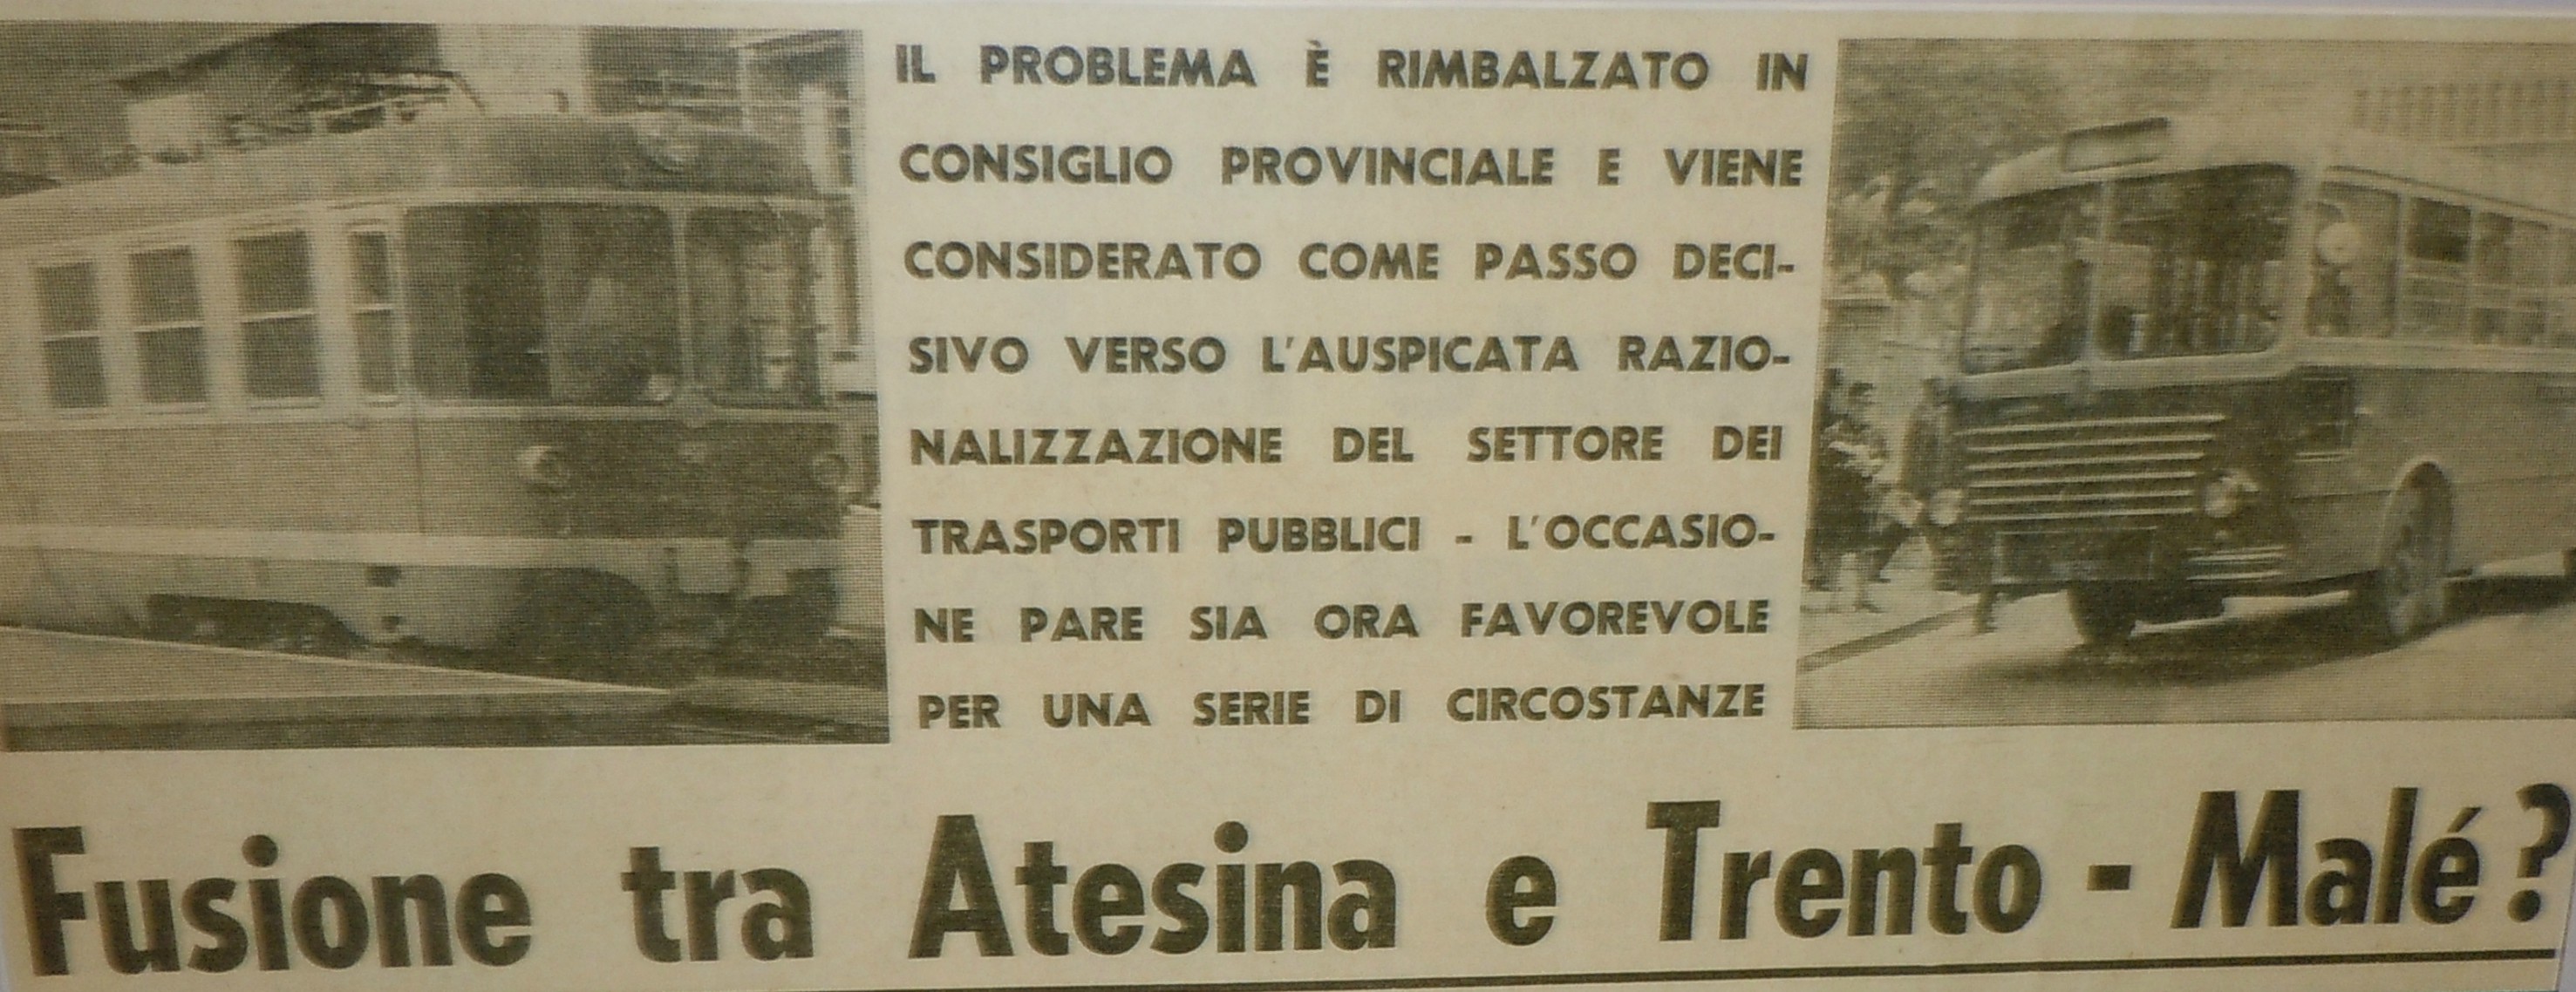 IL PROBLEMA È RIMBALZATO IN
CONSIGLIO PROVINCIALE E VIENE
CONSIDERATO COME PASSO DECI-
SIVO VERSO L'AUSPICATA RAZIO-
NALIZZAZIONE DEL SETTORE DEI
TRASPORTI PUBBLICI - L'OCCASIO-
NE PARE SIA ORA FAVOREVOLE
PER UNA SERIE DI CIRCOSTANZE
Fusione tra Atesina e Trento - Malé?